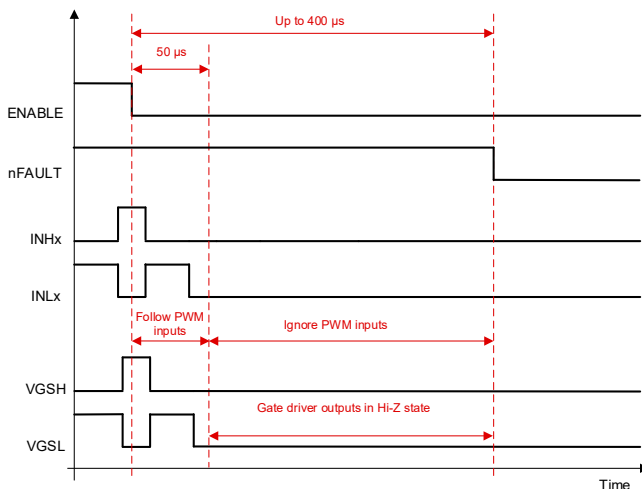 Up to 400 µs
50 µs
ENABLE
nFAULT
INHx
INLx
Follow PWM
inputs
Ignore PWM inputs
VGSH
Gate driver outputs in Hi-Z state
VGSL
Time